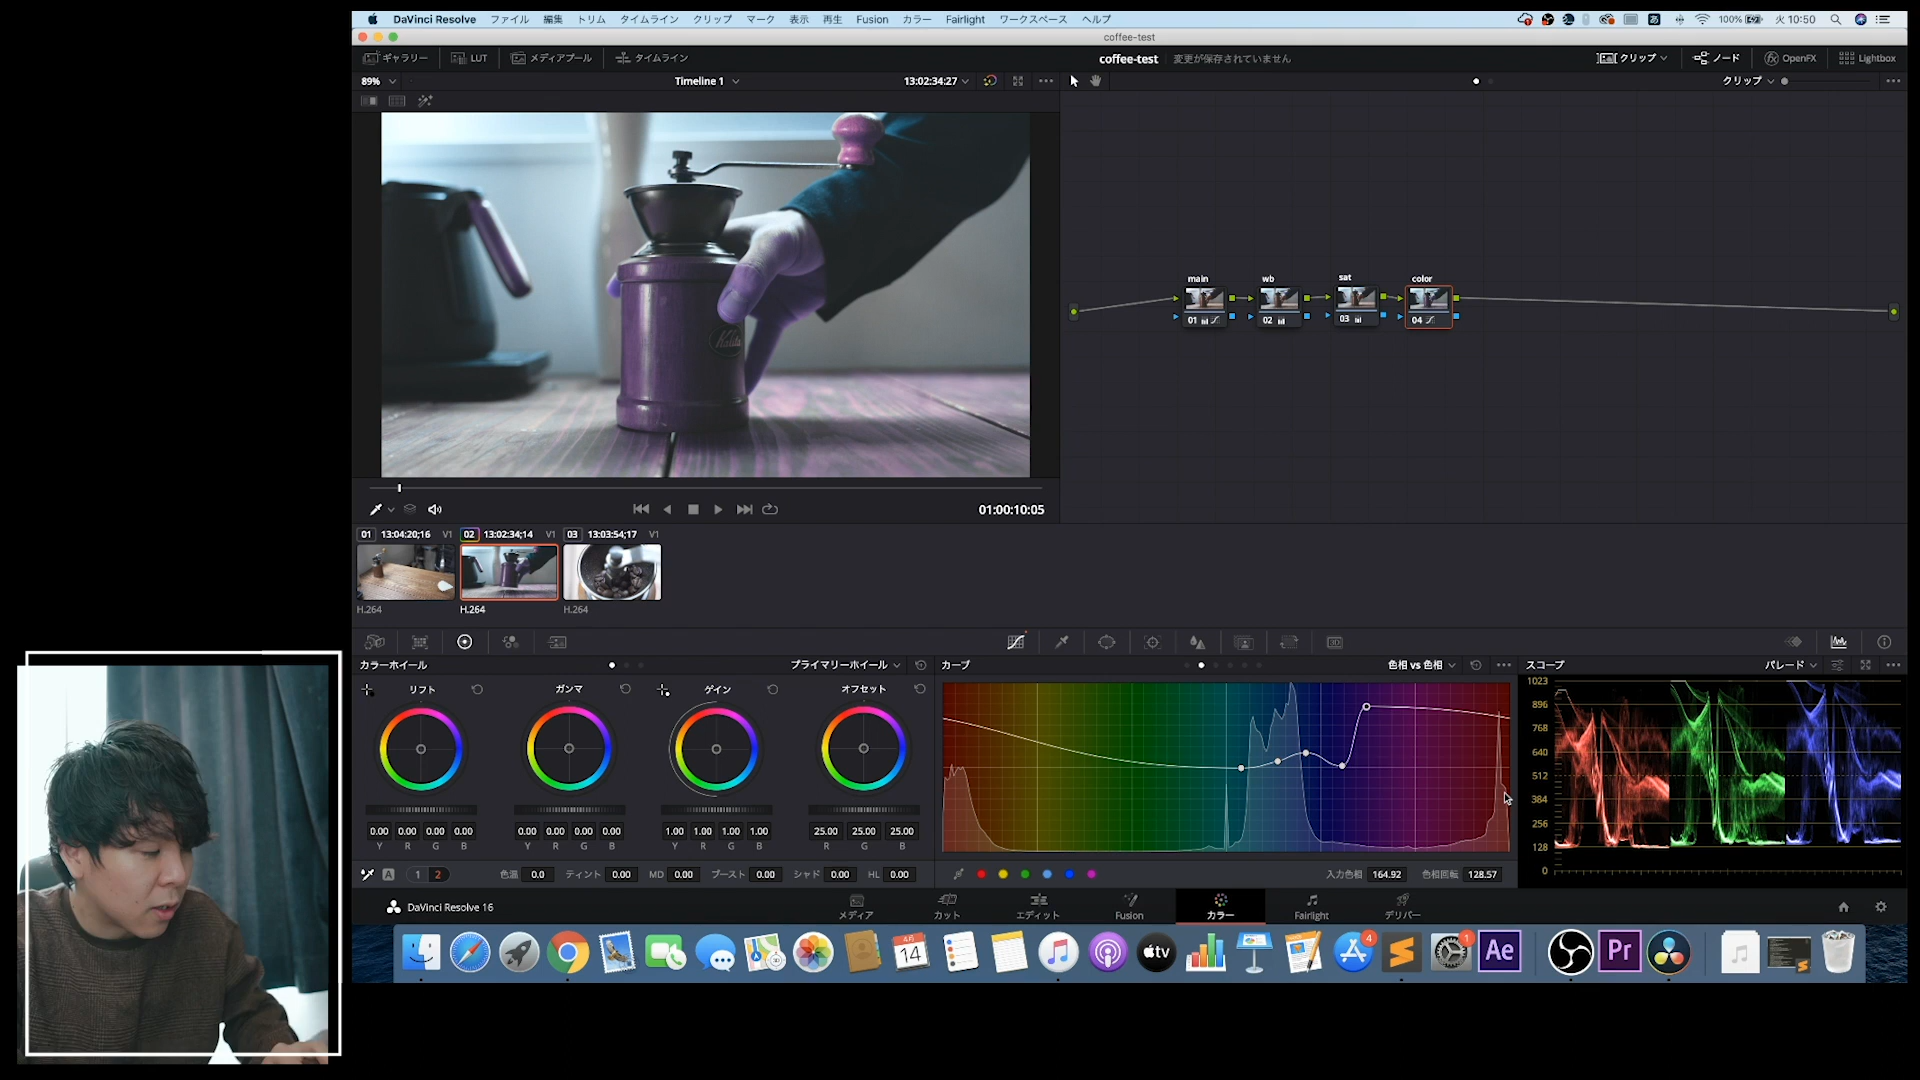 DaVinci Resolve ファイル 編集 トリム タイムライン クリップ マーク 表示 再生 Fusion カラー Fairlight ワークスペース ヘルプ 100% 火 10:50
coffee-test
ギャラリー LUT メディアプール タイムライン coffee-test 変更が保存されていません クリップ ノード OpenFX Lightbox
89% Timeline 1 13:02:34:27 クリップ
main wb sat color
01 02 03 04
Kalita
01:00:10:05
01 13:04:20;16 V1 02 13:02:34;14 V1 03 13:03:54;17 V1
H.264 H.264 H.264
カラーホイール プライマリーホイール カーブ 色相 vs 色相 スコープ パレード
リフト ガンマ ゲイン オフセット
1023
896
768
640
512
384
256
128
0
0.00 0.00 0.00 0.00 0.00 0.00 0.00 0.00 1.00 1.00 1.00 1.00 25.00 25.00 25.00
Y R G B Y R G B Y R G B R G B
A 1 2 色温 0.0 ティント 0.00 MD 0.00 ブースト 0.00 シャド 0.00 HL 0.00 入力色相 164.92 色相回転 128.57
DaVinci Resolve 16 メディア カット エディット Fusion カラー Fairlight デリバー
4月 14 tv 4 1 Ae Pr